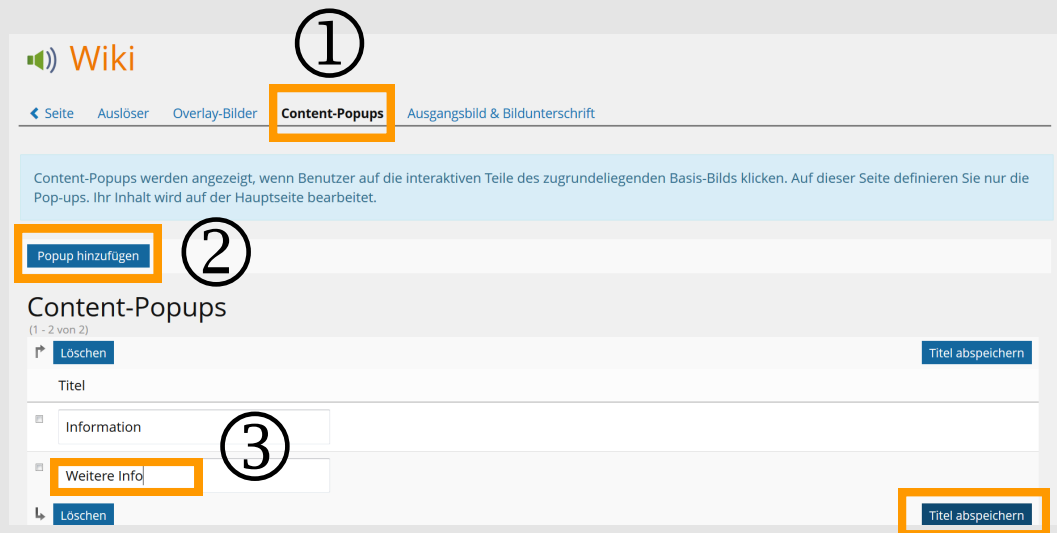 ①
Wiki
Seite Auslöser Overlay-Bilder Content-Popups Ausgangsbild & Bildunterschrift
Content-Popups werden angezeigt, wenn Benutzer auf die interaktiven Teile des zugrundeliegenden Basis-Bilds klicken. Auf dieser Seite definieren Sie nur die
Pop-ups. Ihr Inhalt wird auf der Hauptseite bearbeitet.
Popup hinzufügen ②
Content-Popups
(1 - 2 von 2)
Löschen Titel abspeichern
Titel
Information
③
Weitere Info
Löschen Titel abspeichern